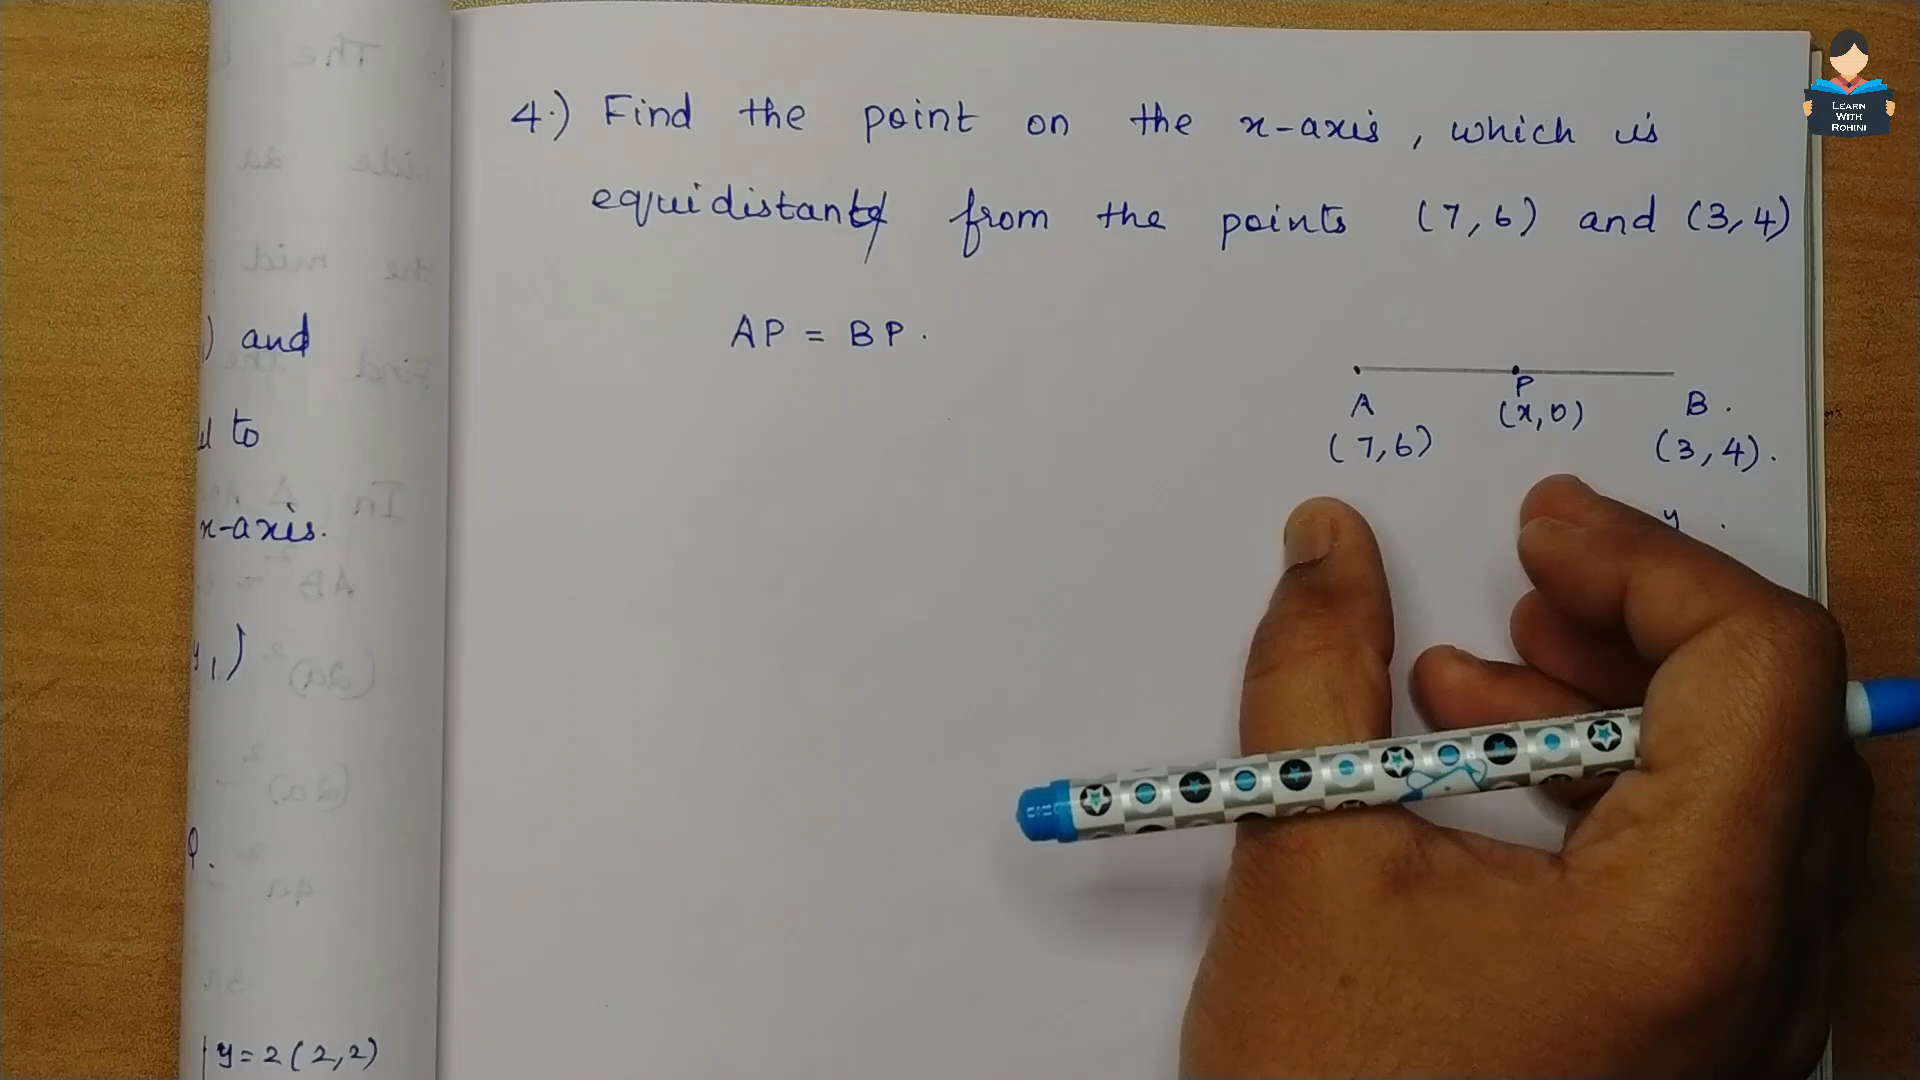 4.) Find the point on the x-axis, which is
equidistant from the points (7,6) and (3,4)
AP = BP.
A
P
B.
(7,6)
(x,0)
(3,4).
y
) and
to
x-axis.
y = 2 (2,2)
LEARN
WITH
ROHINI